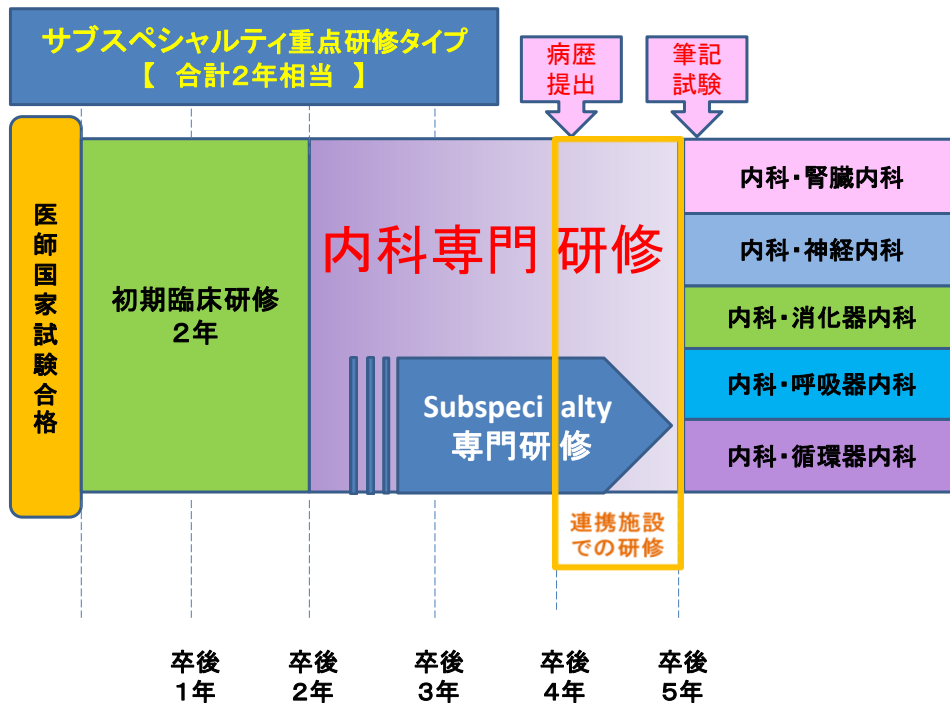 サブスペシャルティ重点研修タイプ
【 合計２年相当 】
病歴
提出
筆記
試験
医師国家試験合格
初期臨床研修
２年
内科専門研修
Subspecialty
専門研修
連携施設
での研修
内科・腎臓内科
内科・神経内科
内科・消化器内科
内科・呼吸器内科
内科・循環器内科
卒後
１年
卒後
２年
卒後
３年
卒後
４年
卒後
５年